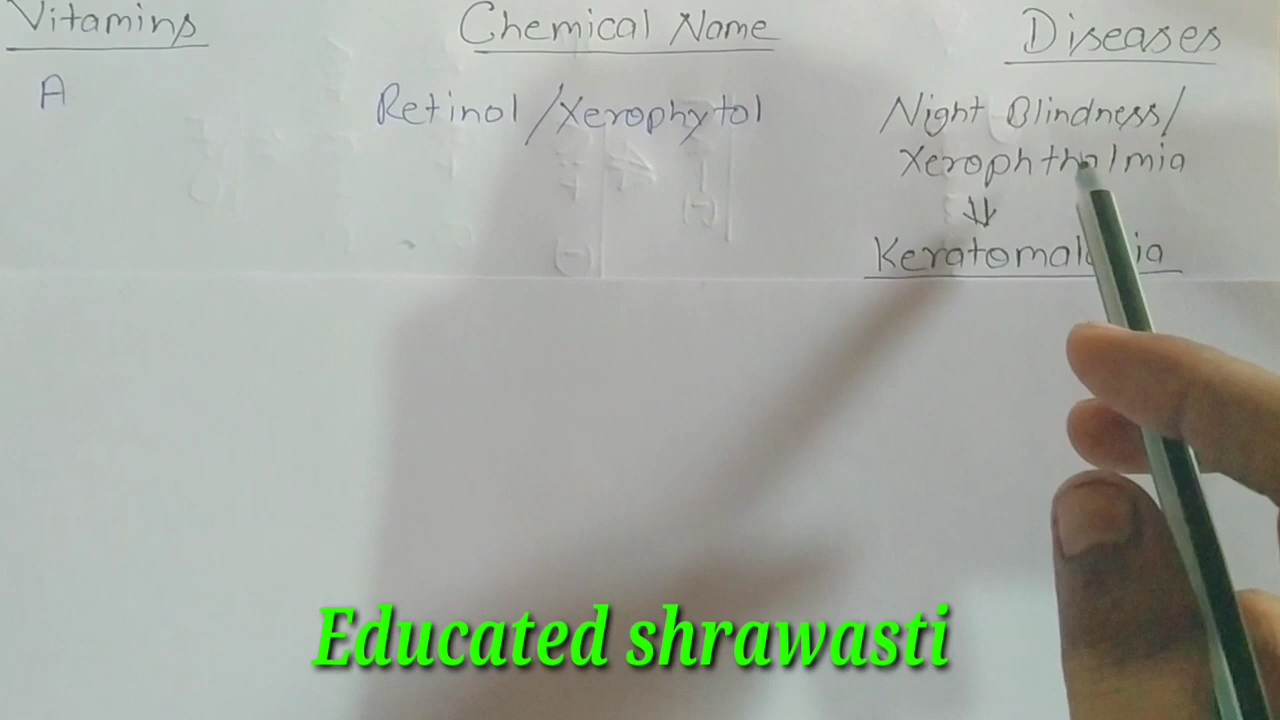 Vitamins Chemical Name Diseases
A Retinol/Xerophytol Night Blindness/
Xerophthalmia
⇓
Educated shrawasti